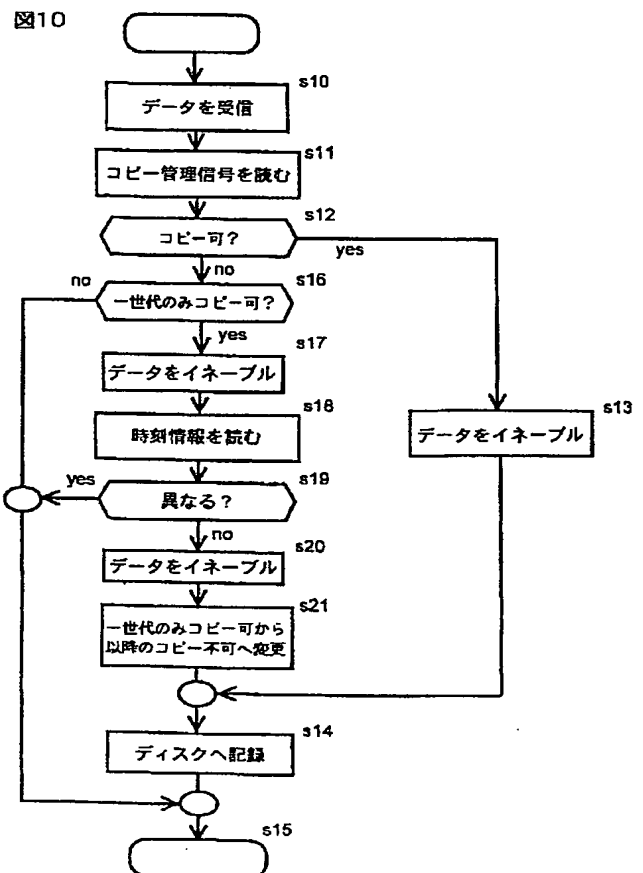 図10
s10
データを受信
s11
コピー管理信号を読む
s12
コピー可?
yes
no
s16
no
一世代のみコピー可?
yes
s17
データをイネーブル
s18
時刻情報を読む
s13
データをイネーブル
s19
yes
異なる?
no
s20
データをイネーブル
s21
一世代のみコピー可から
以降のコピー不可へ変更
s14
ディスクへ記録
s15